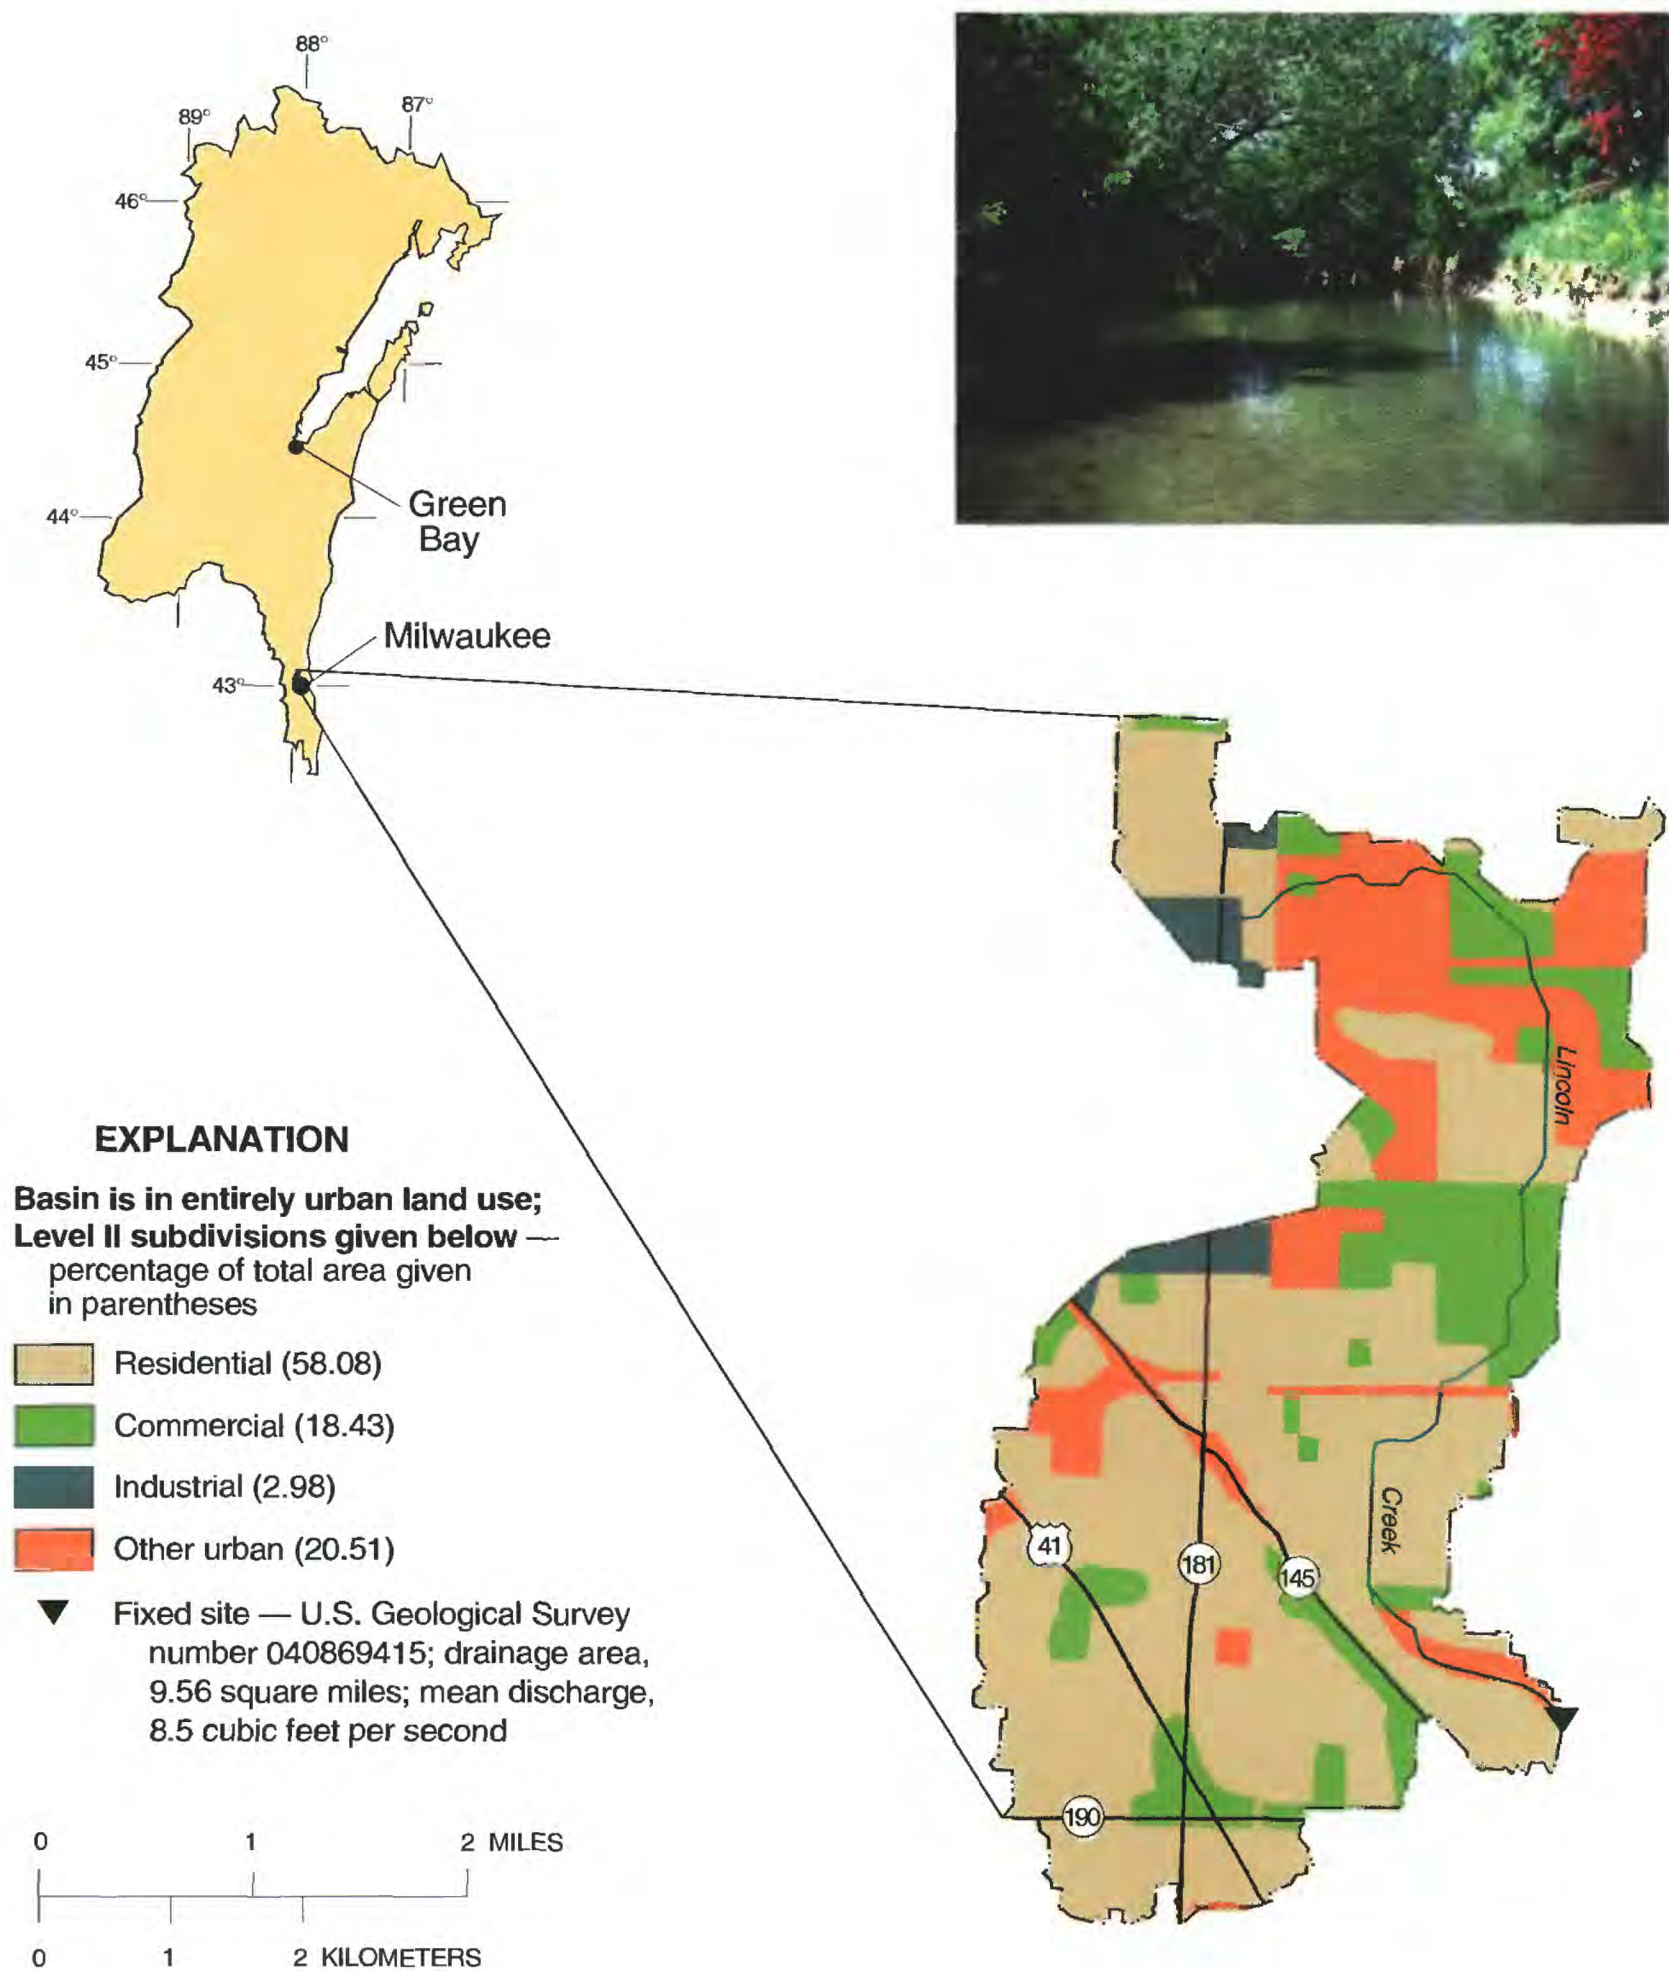 88°
89°
87°
46°
45°
44°
Green
Bay
Milwaukee
43°
Lincoln
Creek
41
181
145
190
EXPLANATION
Basin is in entirely urban land use;
Level II subdivisions given below —
percentage of total area given
in parentheses
Residential (58.08)
Commercial (18.43)
Industrial (2.98)
Other urban (20.51)
Fixed site — U.S. Geological Survey
number 040869415; drainage area,
9.56 square miles; mean discharge,
8.5 cubic feet per second
0 1 2 MILES
0 1 2 KILOMETERS